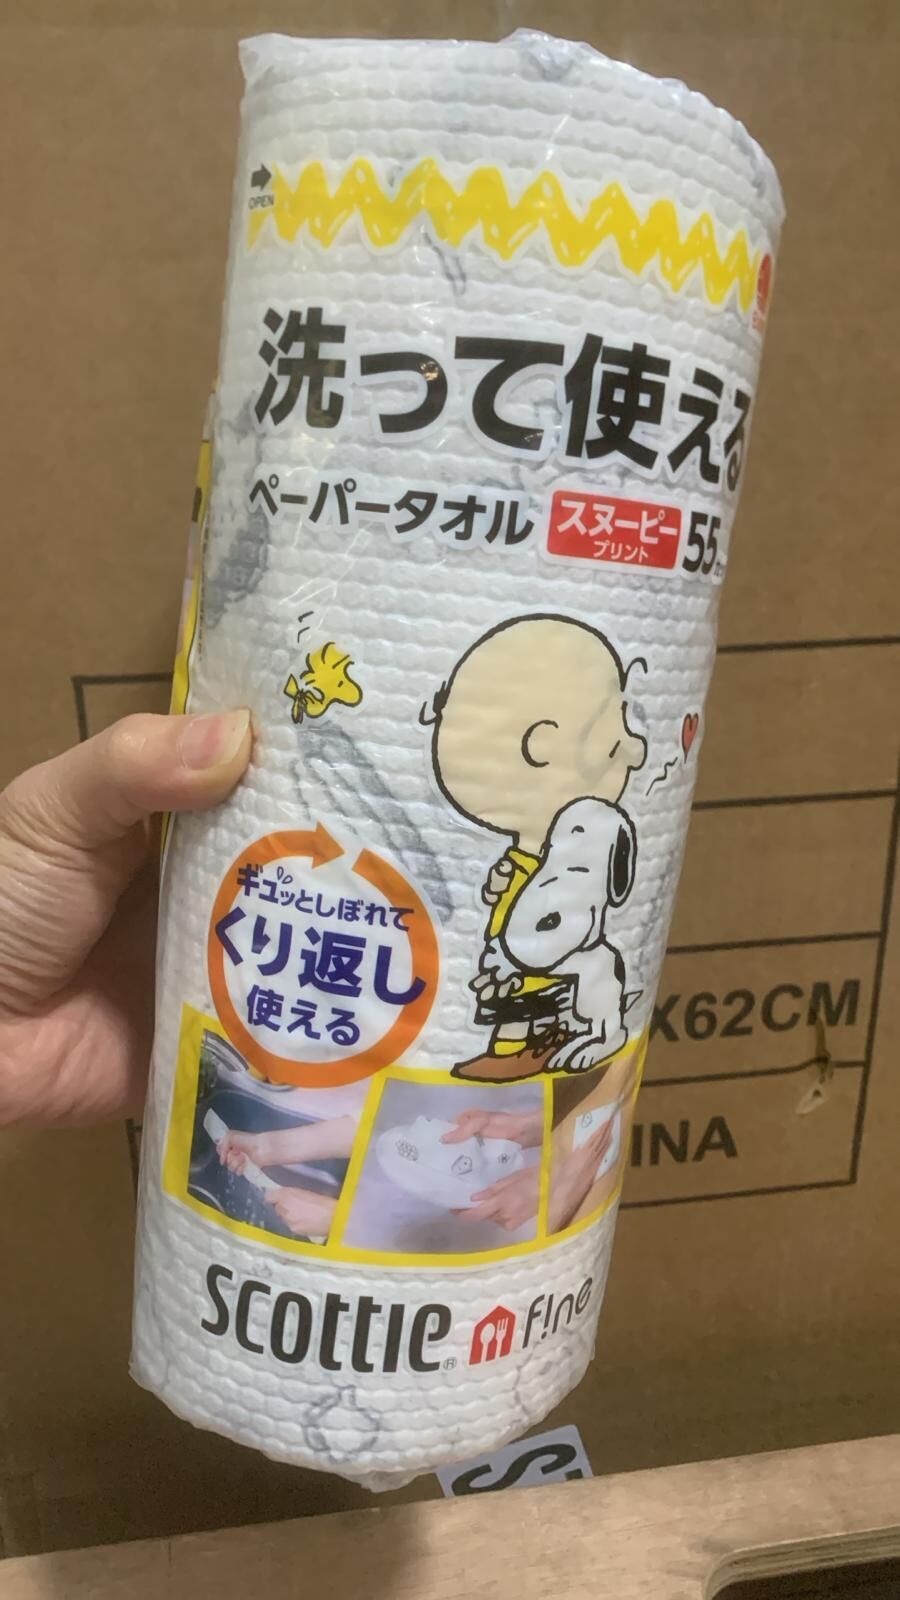 OPEN
洗って使える
ペーパータオル スヌーピー
プリント
55
ギュッとしぼれて
くり返し
使える
X62CM
INA
scottie® f!ne